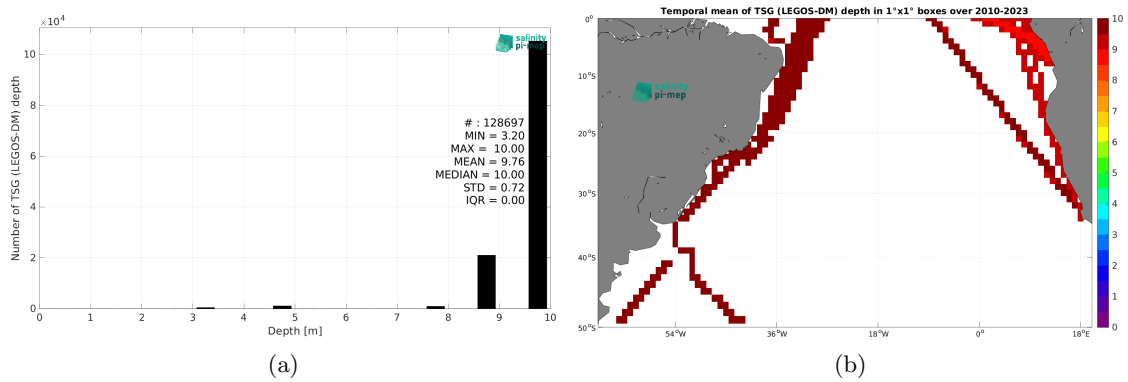 ×10⁴
10
8
6
4
2
0
Number of TSG (LEGOS-DM) depth
salinity
pi-mep
# : 128697
MIN = 3.20
MAX = 10.00
MEAN = 9.76
MEDIAN = 10.00
STD = 0.72
IQR = 0.00
0 1 2 3 4 5 6 7 8 9 10
Depth [m]
(a)
Temporal mean of TSG (LEGOS-DM) depth in 1°x1° boxes over 2010-2023
salinity
pi-mep
0°
10°S
20°S
30°S
40°S
50°S
54°W 36°W 18°W 0° 18°E
10
9
8
7
6
5
4
3
2
1
0
(b)